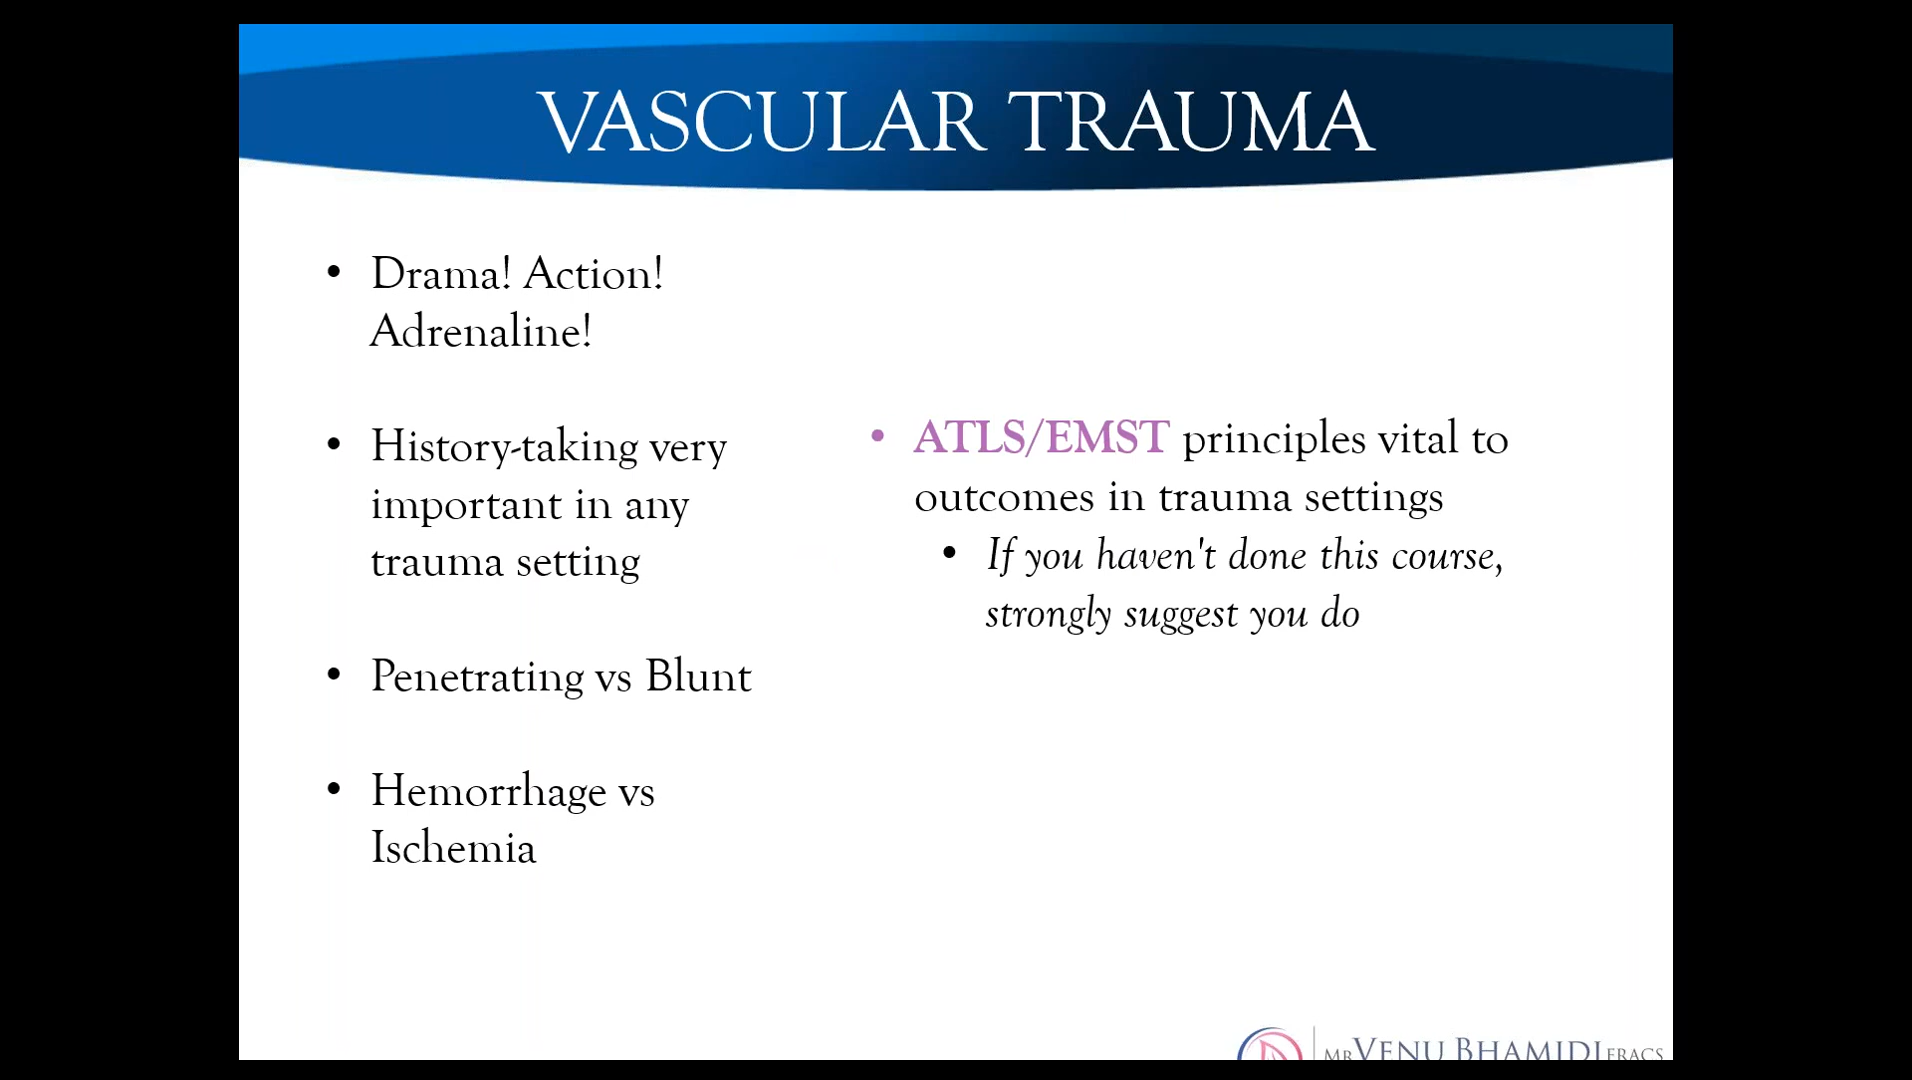 VASCULAR TRAUMA
• Drama! Action!
Adrenaline!
• History-taking very
important in any
trauma setting
• Penetrating vs Blunt
• Hemorrhage vs
Ischemia
• ATLS/EMST principles vital to
outcomes in trauma settings
• If you haven't done this course,
strongly suggest you do
MR VENU BHAMIDI FRACS